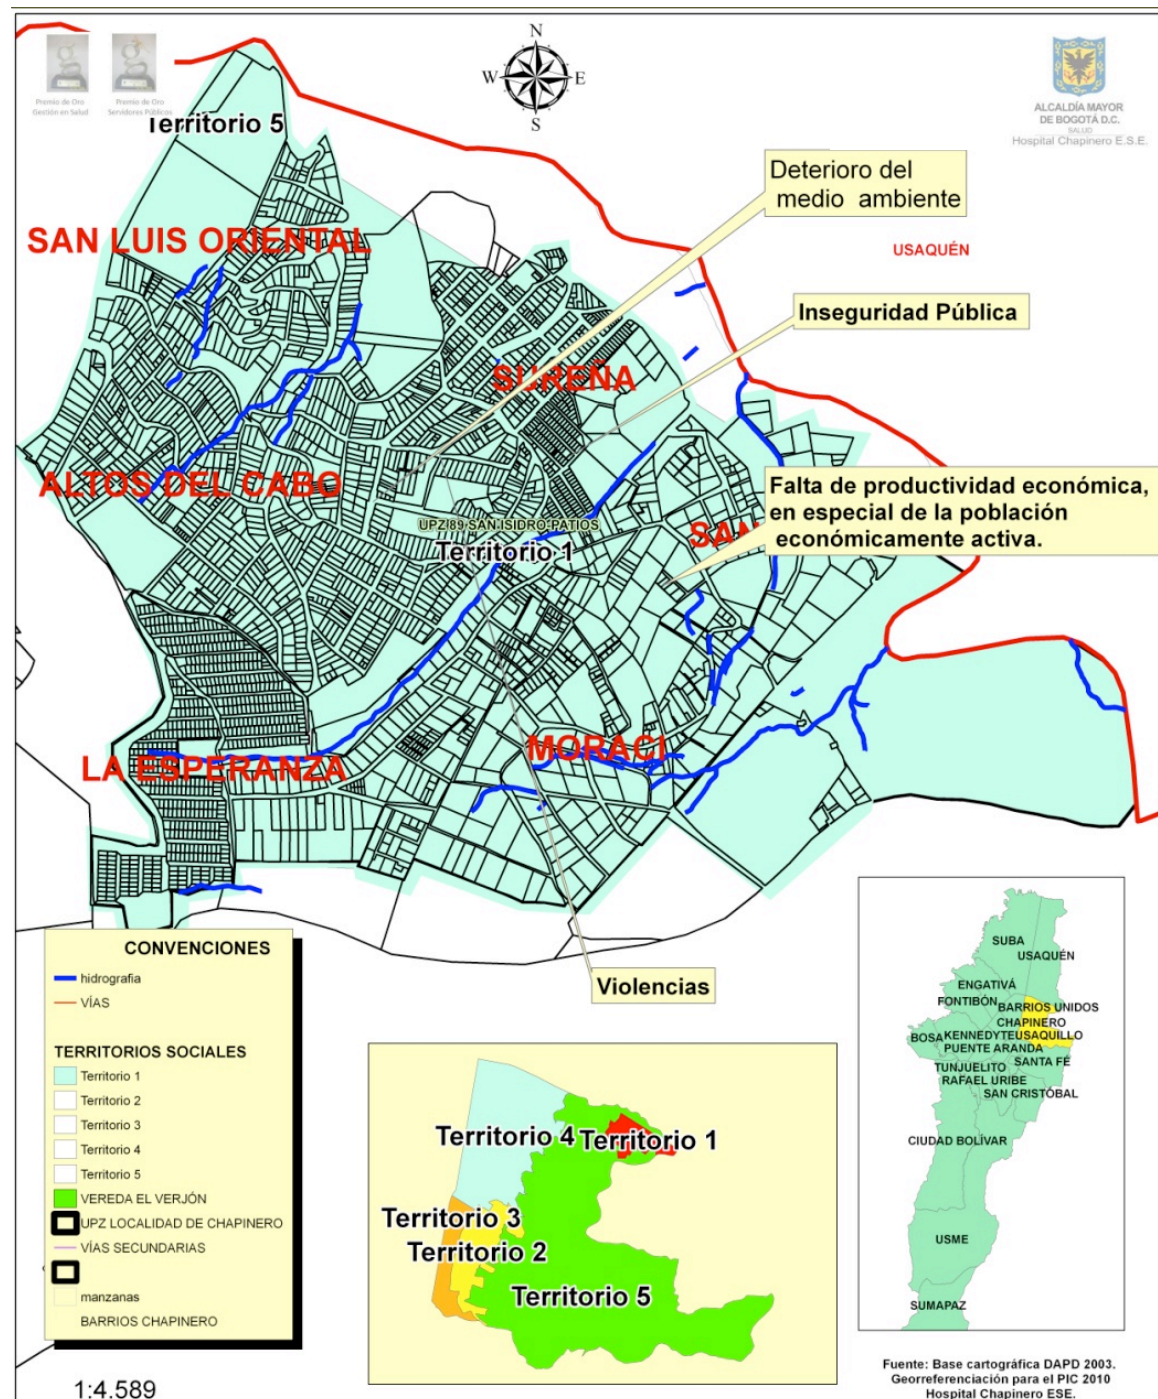 N
W
E
S
Premio de Oro
Gestión en Salud
Premio de Oro
Servidores Públicos
ALCALDÍA MAYOR
DE BOGOTÁ D.C.
SALUD
Hospital Chapinero E.S.E.
Territorio 5
Deterioro del
medio ambiente
SAN LUIS ORIENTAL
USAQUÉN
Inseguridad Pública
SUREÑA
ALTOS DEL CABO
Falta de productividad económica,
en especial de la población
económicamente activa.
SAN
UPZ 89 SAN ISIDRO-PATIOS
Territorio 1
MORACI
LA ESPERANZA
Violencias
CONVENCIONES
hidrografia
VÍAS
TERRITORIOS SOCIALES
Territorio 1
Territorio 2
Territorio 3
Territorio 4
Territorio 5
VEREDA EL VERJÓN
UPZ LOCALIDAD DE CHAPINERO
VÍAS SECUNDARIAS
manzanas
BARRIOS CHAPINERO
1:4.589
Territorio 4
Territorio 1
Territorio 3
Territorio 2
Territorio 5
SUBA
USAQUÉN
ENGATIVÁ
FONTIBÓN
BARRIOS UNIDOS
CHAPINERO
BOSA
KENNEDY
TEUSAQUILLO
PUENTE ARANDA
SANTA FÉ
TUNJUELITO
RAFAEL URIBE
SAN CRISTÓBAL
CIUDAD BOLÍVAR
USME
SUMAPAZ
Fuente: Base cartográfica DAPD 2003.
Georreferenciación para el PIC 2010
Hospital Chapinero ESE.